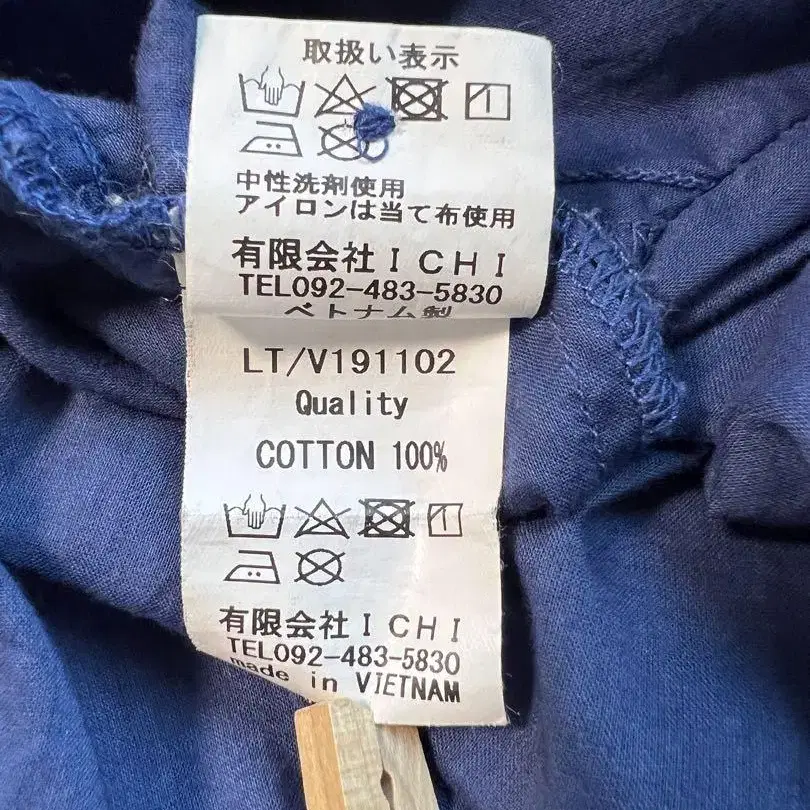 取扱い表示
中性洗剤使用
アイロンは当て布使用
有限会社ICHI
TEL092-483-5830
ベトナム製
LT/V191102
Quality
COTTON 100%
有限会社ICHI
TEL092-483-5830
made in VIETNAM